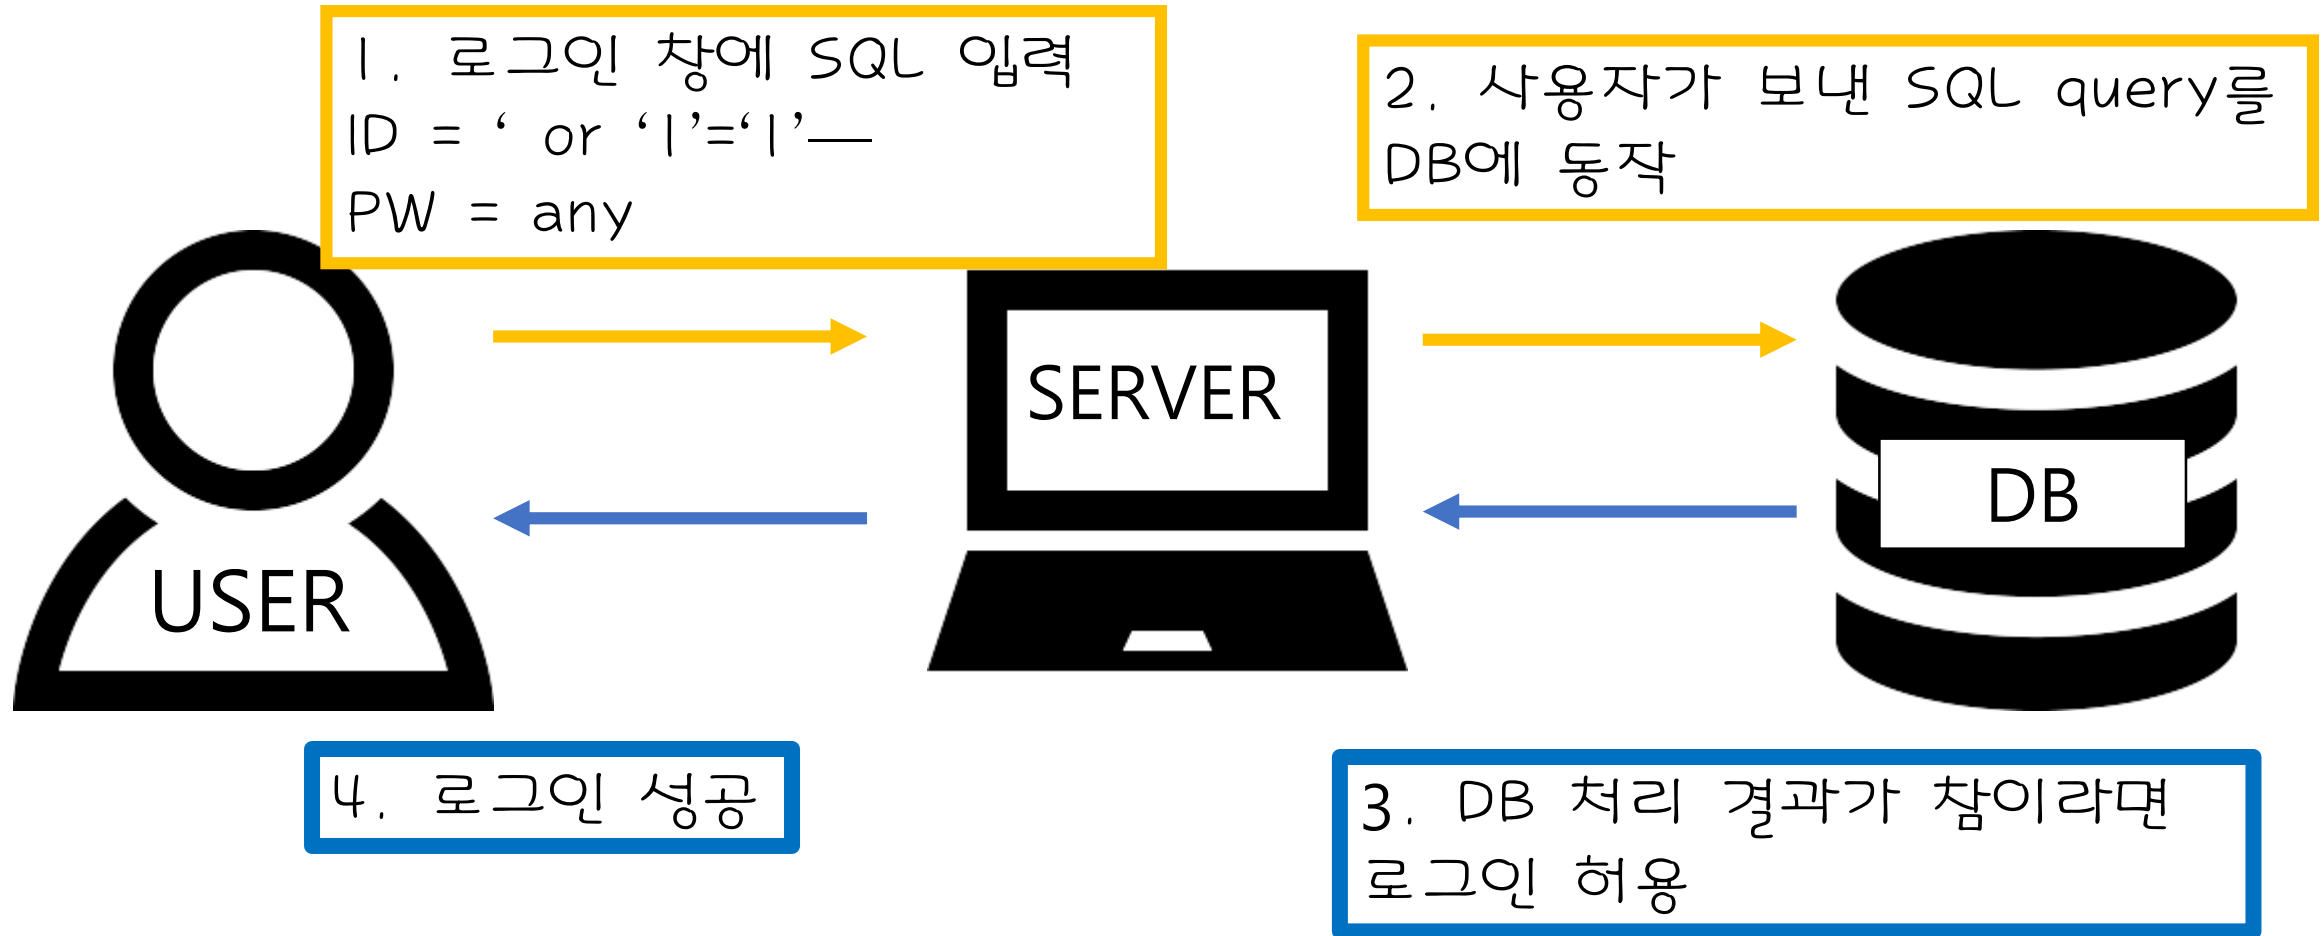 1. 로그인 창에 SQL 입력
ID = ‘ or ‘1’=‘1’—
PW = any
2. 사용자가 보낸 SQL query를
DB에 동작
SERVER
DB
USER
4. 로그인 성공
3. DB 처리 결과가 참이라면
로그인 허용